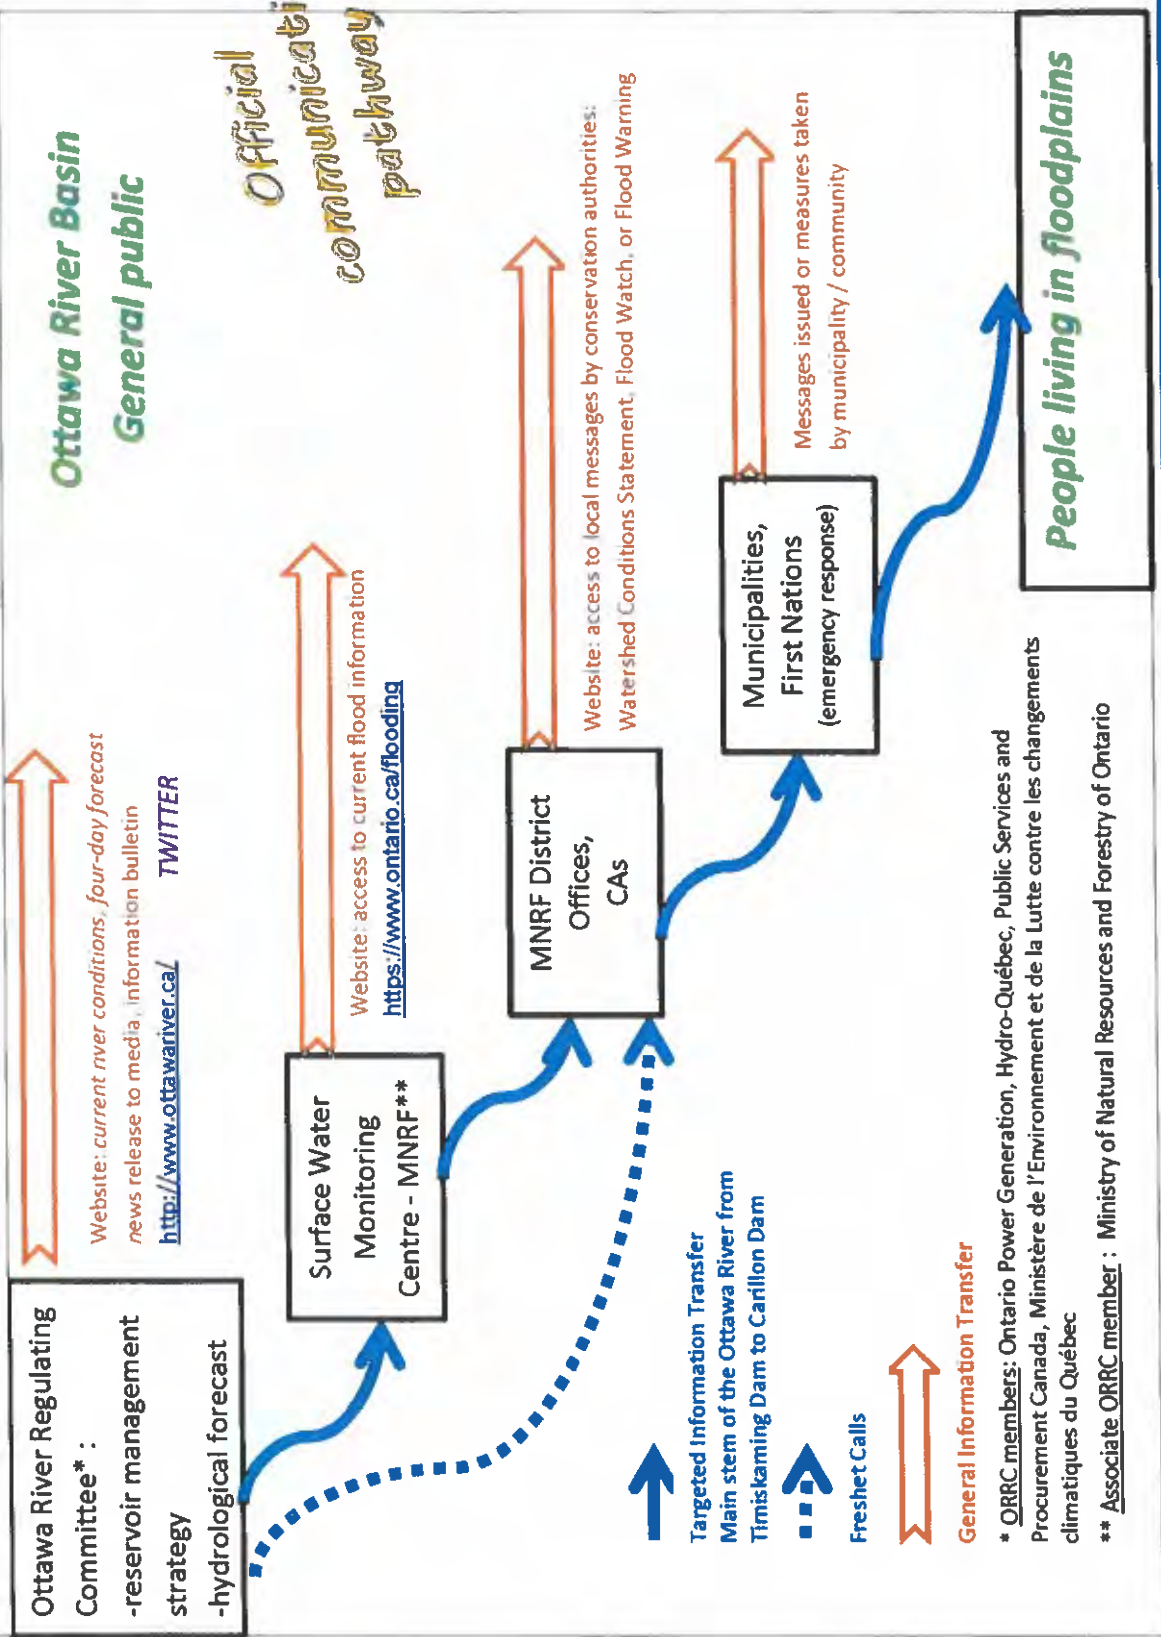 Ottawa River Basin
General public
Official
communicati
pathway
Ottawa River Regulating
Committee* :
-reservoir management
strategy
-hydrological forecast
Website: current river conditions, four-day forecast
news release to media, information bulletin
http://www.ottawariver.ca/ TWITTER
Surface Water
Monitoring
Centre - MNRF**
Website: access to current flood information
https://www.ontario.ca/flooding
MNRF District
Offices,
CAs
Website: access to local messages by conservation authorities:
Watershed Conditions Statement, Flood Watch, or Flood Warning
Municipalities,
First Nations
(emergency response)
Messages issued or measures taken
by municipality / community
People living in floodplains
Targeted Information Transfer
Main stem of the Ottawa River from
Timiskaming Dam to Carillon Dam
Freshet Calls
General Information Transfer
* ORRC members: Ontario Power Generation, Hydro-Québec, Public Services and
Procurement Canada, Ministère de l'Environnement et de la Lutte contre les changements
climatiques du Québec
** Associate ORRC member : Ministry of Natural Resources and Forestry of Ontario